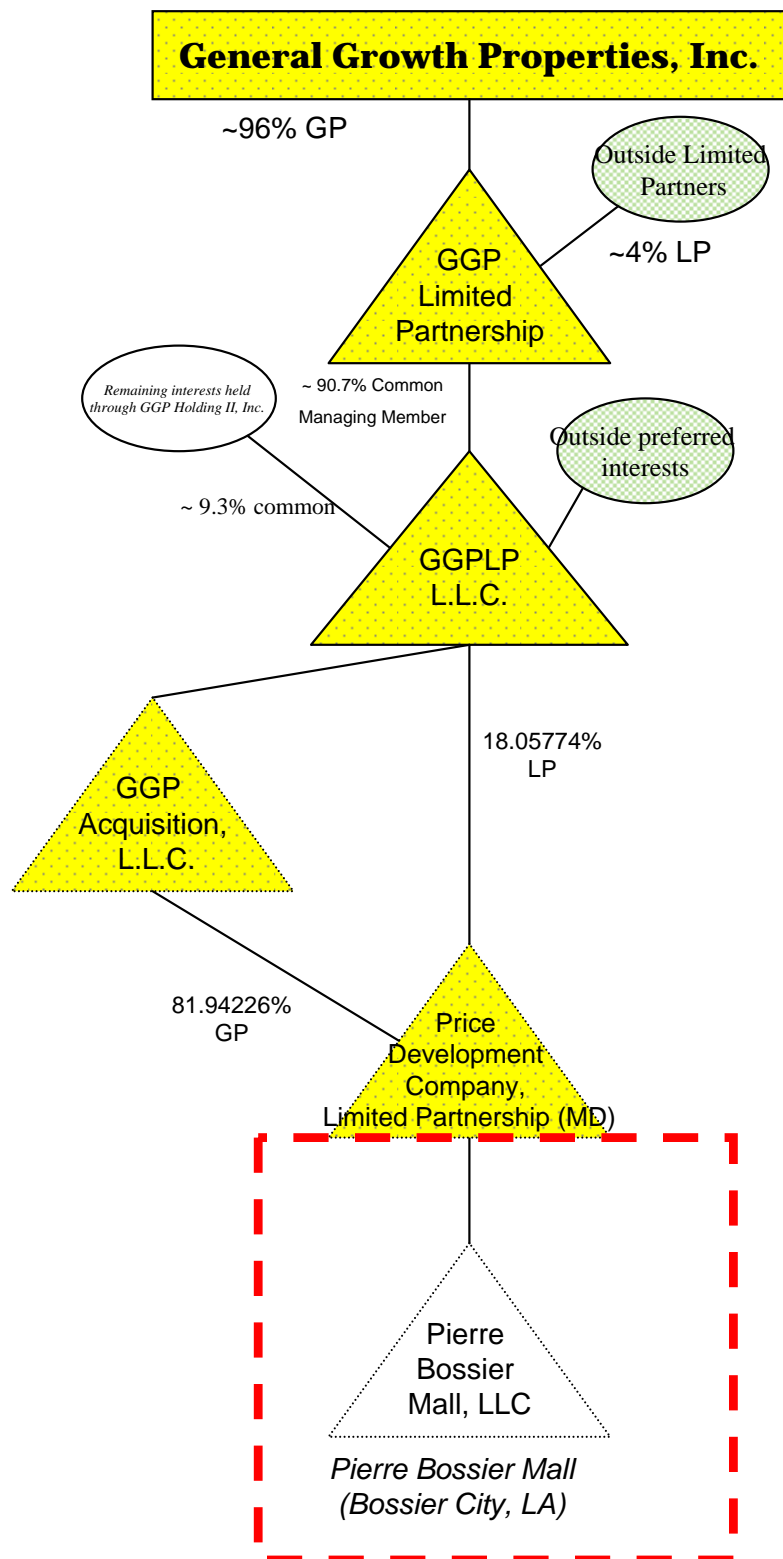 General Growth Properties, Inc.
~96% GP
Outside Limited
Partners
~4% LP
GGP
Limited
Partnership
Remaining interests held
through GGP Holding II, Inc.
~ 90.7% Common
Managing Member
Outside preferred
interests
~ 9.3% common
GGPLP
L.L.C.
18.05774%
LP
GGP
Acquisition,
L.L.C.
81.94226%
GP
Price
Development
Company,
Limited Partnership (MD)
Pierre
Bossier
Mall, LLC
Pierre Bossier Mall
(Bossier City, LA)